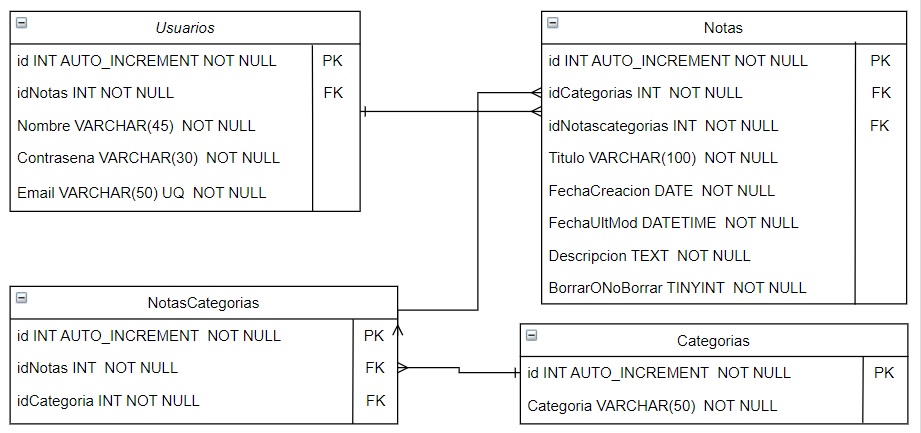 Usuarios
id INT AUTO_INCREMENT NOT NULL PK
idNotas INT NOT NULL FK
Nombre VARCHAR(45) NOT NULL
Contrasena VARCHAR(30) NOT NULL
Email VARCHAR(50) UQ NOT NULL
Notas
id INT AUTO_INCREMENT NOT NULL PK
idCategorias INT NOT NULL FK
idNotascategorias INT NOT NULL FK
Titulo VARCHAR(100) NOT NULL
FechaCreacion DATE NOT NULL
FechaUltMod DATETIME NOT NULL
Descripcion TEXT NOT NULL
BorrarONoBorrar TINYINT NOT NULL
NotasCategorias
id INT AUTO_INCREMENT NOT NULL PK
idNotas INT NOT NULL FK
idCategoria INT NOT NULL FK
Categorias
id INT AUTO_INCREMENT NOT NULL PK
Categoria VARCHAR(50) NOT NULL